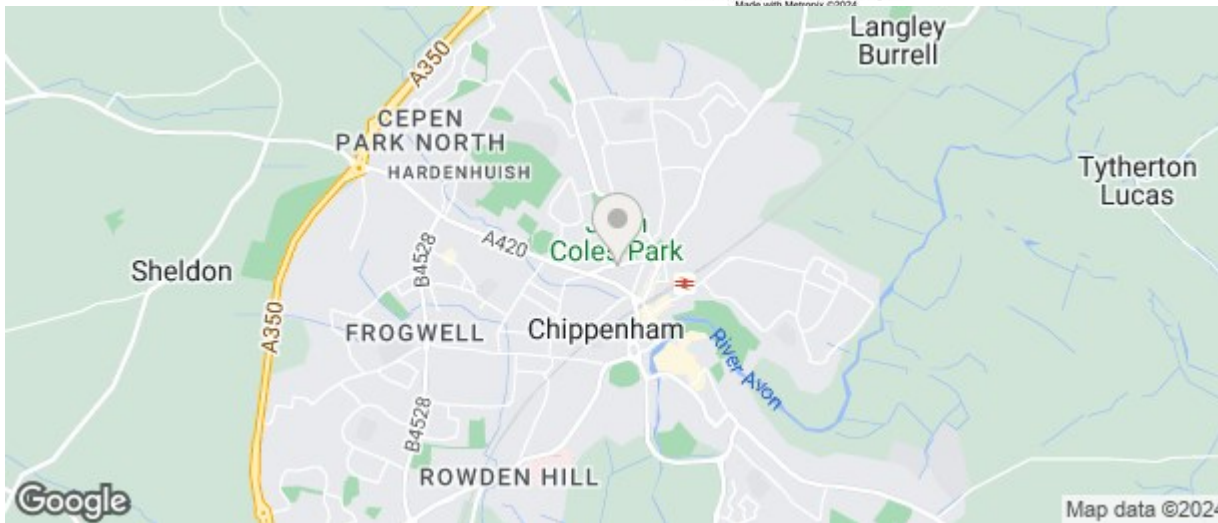 Made with Metropix ©2024
Langley
Burrell
A350
CEPEN
PARK NORTH
HARDENHUISH
Tytherton
Lucas
Coles Park
A420
B4528
Sheldon
A350
FROGWELL
Chippenham
River Avon
B4528
ROWDEN HILL
Google
Map data ©2024